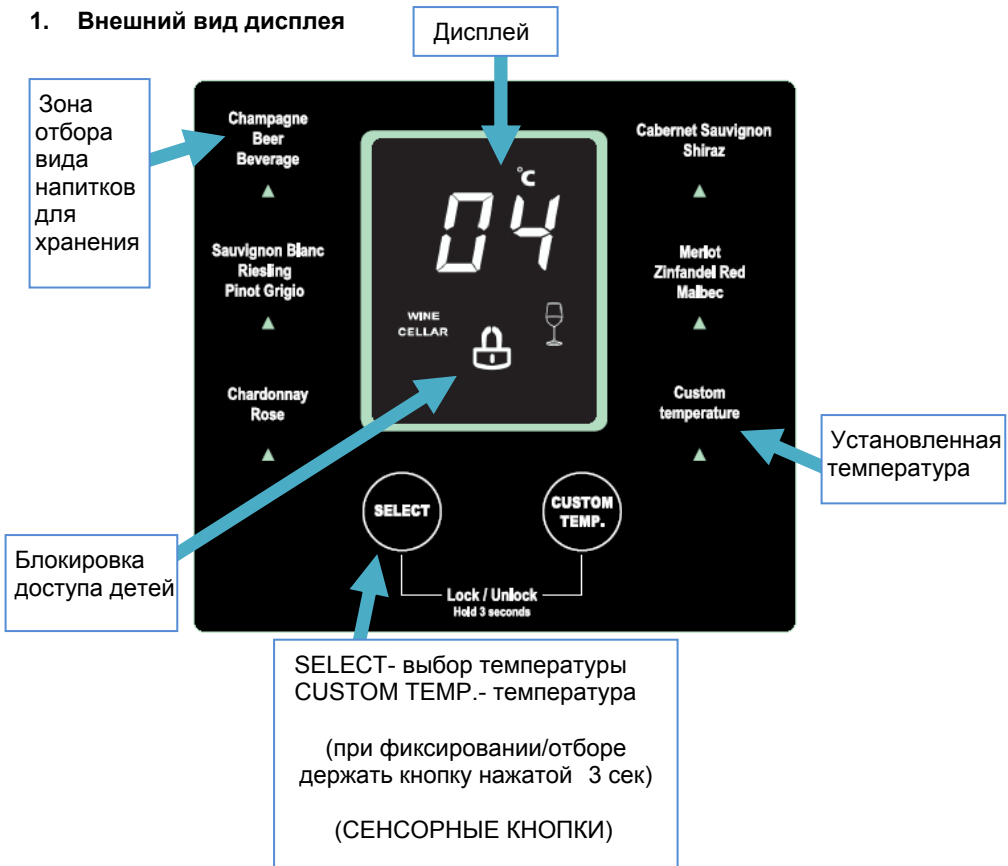 1. Внешний вид дисплея
Дисплей
Зона
отбора
вида
напитков
для
хранения
Champagne
Beer
Beverage
▲
Sauvignon Blanc
Riesling
Pinot Grigio
▲
Chardonnay
Rose
▲
°C
04
WINE
CELLAR
Cabernet Sauvignon
Shiraz
▲
Merlot
Zinfandel Red
Malbec
▲
Custom
temperature
▲
Установленная
температура
SELECT
CUSTOM
TEMP.
Lock / Unlock
Hold 3 seconds
Блокировка
доступа детей
SELECT- выбор температуры
CUSTOM TEMP.- температура
(при фиксировании/отборе
держать кнопку нажатой 3 сек)
(СЕНСОРНЫЕ КНОПКИ)